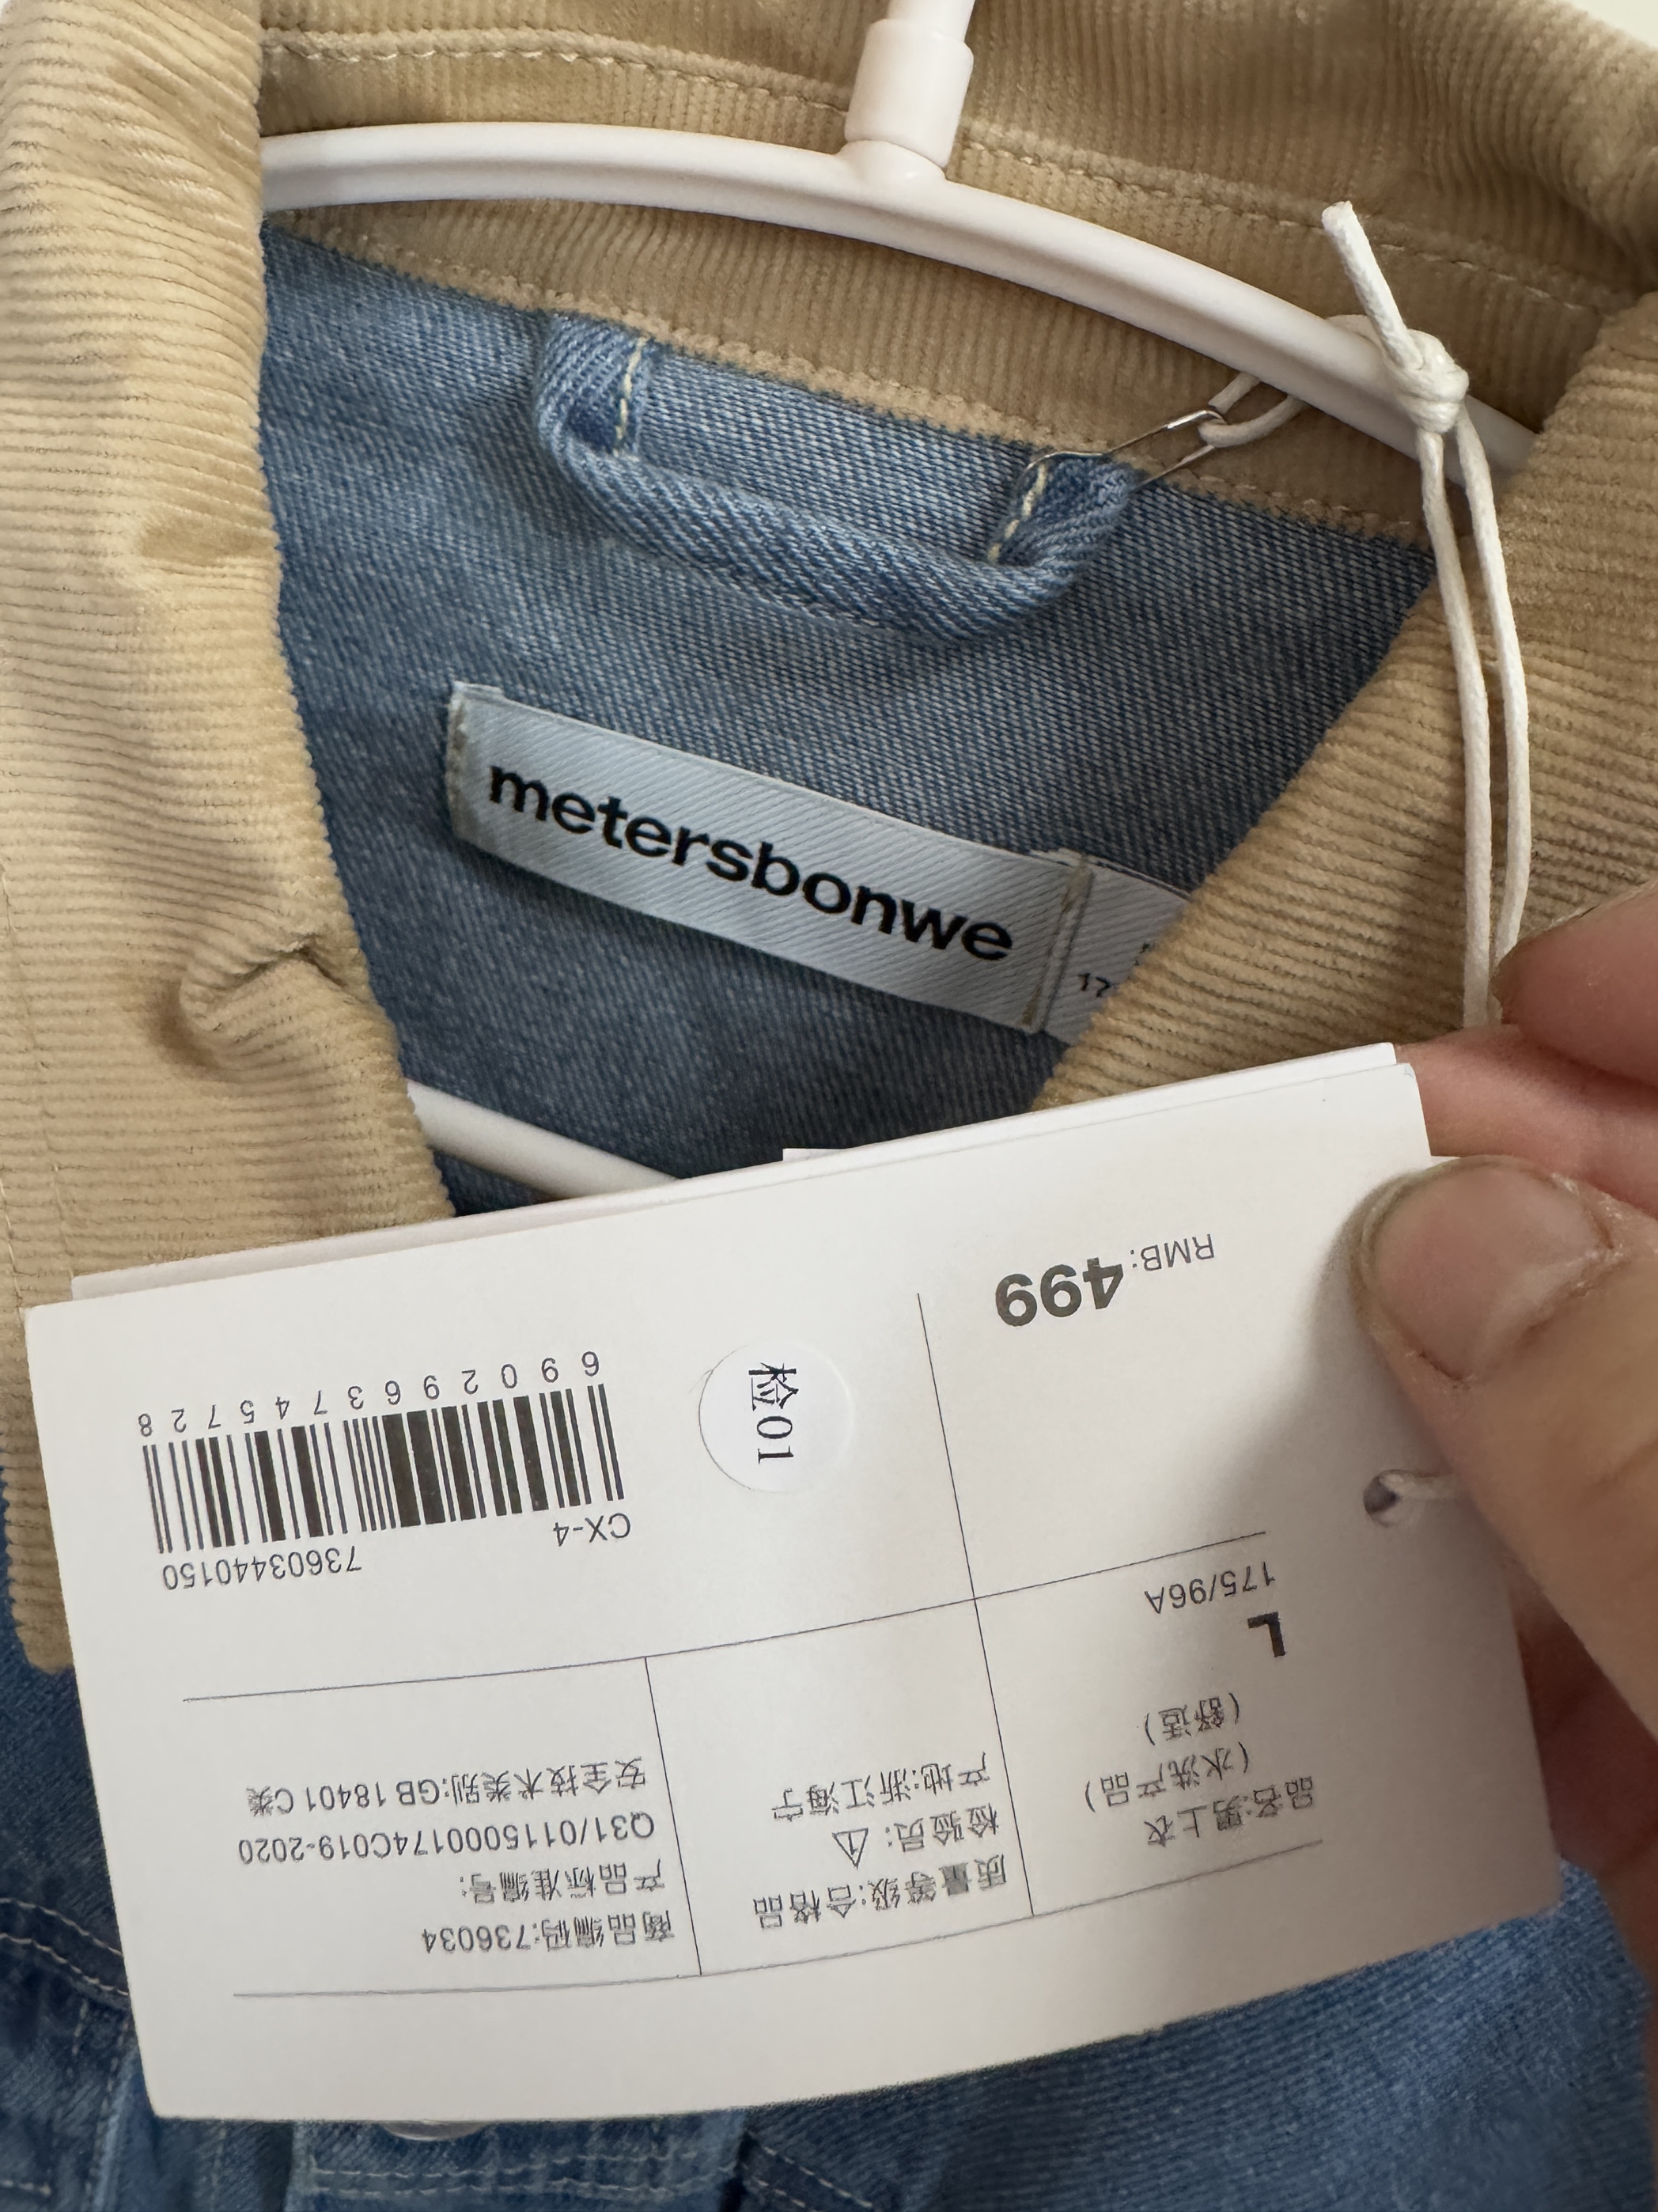 metersbonwe
17
品名:男上衣
(水洗产品)
(舒适)
L
175/96A
RMB:499
质量等级:合格品
检验员: 1
产地:浙江海宁
商品编码:736034
产品标准编号:
Q31/0115000174C019-2020
安全技术类别:GB 18401 C类
检01
73603440150
CX-4
6902963745728